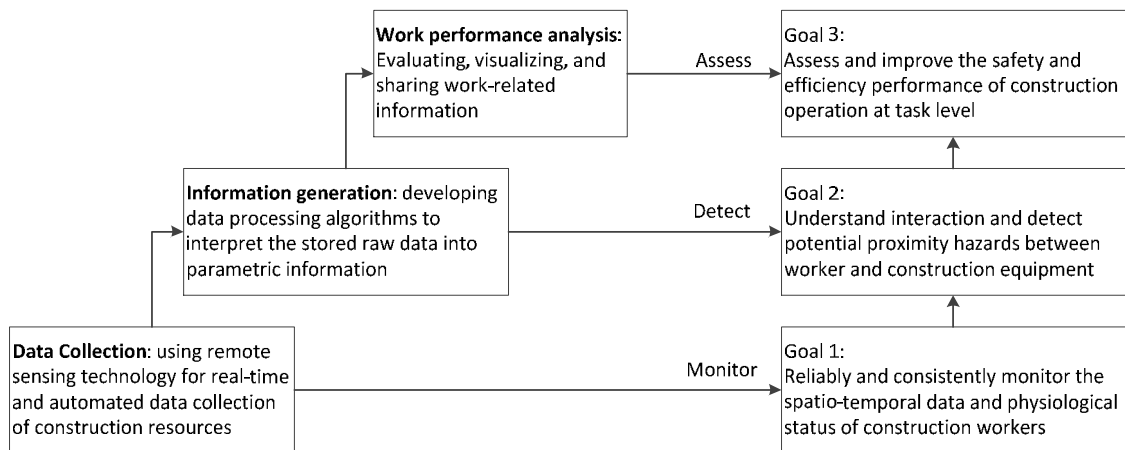 Work performance analysis:
Evaluating, visualizing, and
sharing work-related
information
Assess
Goal 3:
Assess and improve the safety and
efficiency performance of construction
operation at task level
Information generation: developing
data processing algorithms to
interpret the stored raw data into
parametric information
Detect
Goal 2:
Understand interaction and detect
potential proximity hazards between
worker and construction equipment
Data Collection: using remote
sensing technology for real-time
and automated data collection
of construction resources
Monitor
Goal 1:
Reliably and consistently monitor the
spatio-temporal data and physiological
status of construction workers